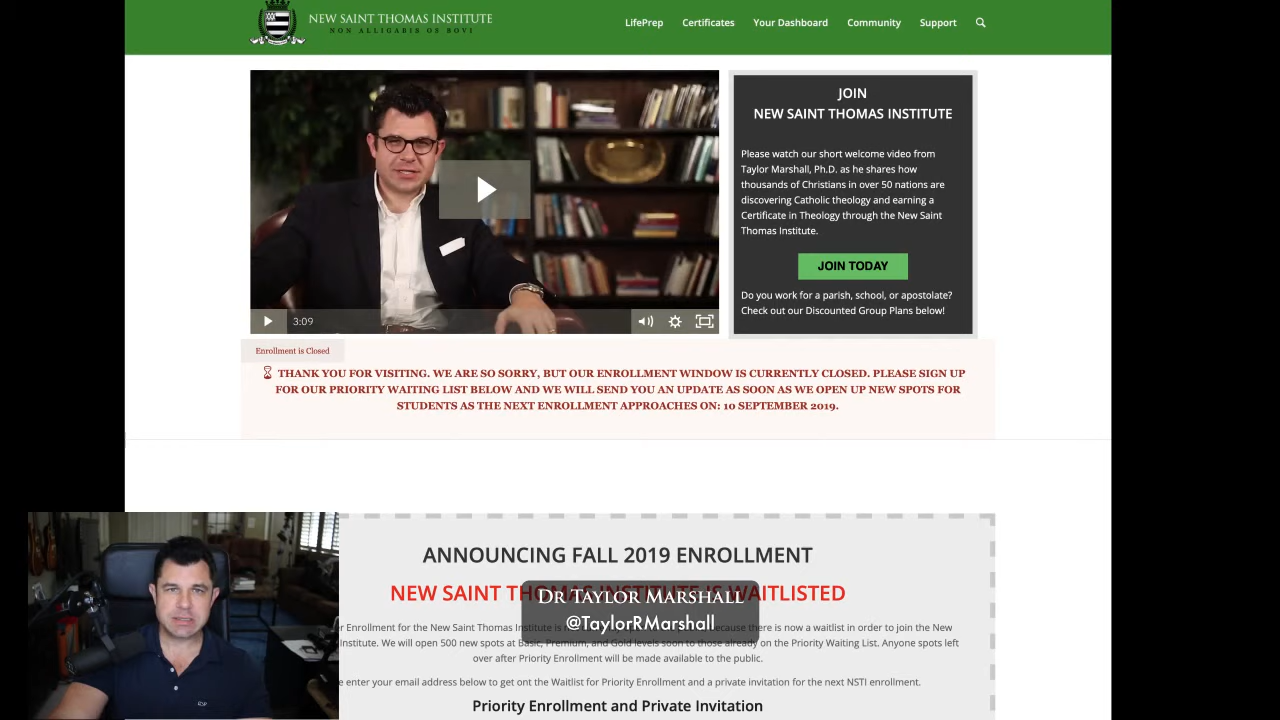 NEW SAINT THOMAS INSTITUTE
NON ALLIGABIS OS BOVI
LifePrep Certificates Your Dashboard Community Support
JOIN
NEW SAINT THOMAS INSTITUTE
Please watch our short welcome video from
Taylor Marshall, Ph.D. as he shares how
thousands of Christians in over 50 nations are
discovering Catholic theology and earning a
Certificate in Theology through the New Saint
Thomas Institute.
JOIN TODAY
Do you work for a parish, school, or apostolate?
Check out our Discounted Group Plans below!
3:09
Enrollment is Closed
THANK YOU FOR VISITING. WE ARE SO SORRY, BUT OUR ENROLLMENT WINDOW IS CURRENTLY CLOSED. PLEASE SIGN UP
FOR OUR PRIORITY WAITING LIST BELOW AND WE WILL SEND YOU AN UPDATE AS SOON AS WE OPEN UP NEW SPOTS FOR
STUDENTS AS THE NEXT ENROLLMENT APPROACHES ON: 10 SEPTEMBER 2019.
ANNOUNCING FALL 2019 ENROLLMENT
NEW SAINT THOMAS INSTITUTE IS WAITLISTED
DR TAYLOR MARSHALL
@TaylorRMarshall
Enrollment for the New Saint Thomas Institute is because there is now a waitlist in order to join the New
Institute. We will open 500 new spots at Basic, Premium, and Gold levels soon to those already on the Priority Waiting List. Anyone spots left
over after Priority Enrollment will be made available to the public.
enter your email address below to get ont the Waitlist for Priority Enrollment and a private invitation for the next NSTI enrollment.
Priority Enrollment and Private Invitation